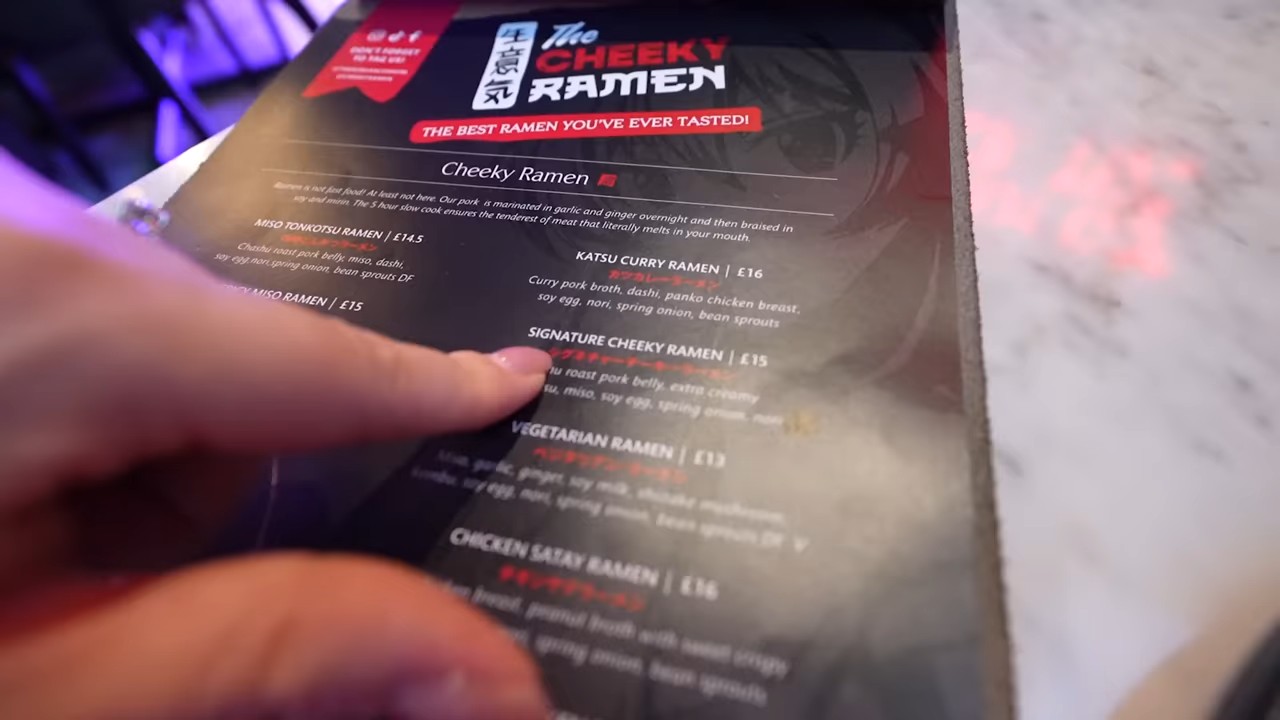 DON'T FORGET
TO TAG US!
The
CHEEKY
RAMEN
THE BEST RAMEN YOU'VE EVER TASTED!
Cheeky Ramen
Ramen is not fast food! At least not here. Our pork is marinated in garlic and ginger overnight and then braised in
soy and mirin. The 5 hour slow cook ensures the tenderest of meat that literally melts in your mouth.
MISO TONKOTSU RAMEN | £14.5
Chashu roast pork belly, miso, dashi,
soy egg, nori, spring onion, bean sprouts DF
MISO RAMEN | £15
KATSU CURRY RAMEN | £16
カツカレーラーメン
Curry pork broth, dashi, panko chicken breast,
soy egg, nori, spring onion, bean sprouts
SIGNATURE CHEEKY RAMEN | £15
roast pork belly, extra creamy
miso, soy egg, spring onion, nori
VEGETARIAN RAMEN | £13
ベジタリアン ラーメン
Miso, garlic, ginger, soy milk, shiitake mushrooms,
kombu, soy egg, nori, spring onion, bean sprouts DF V
CHICKEN SATAY RAMEN | £16
チキンサテラーメン
breast, peanut broth with sweet crispy
spring onion, bean sprouts